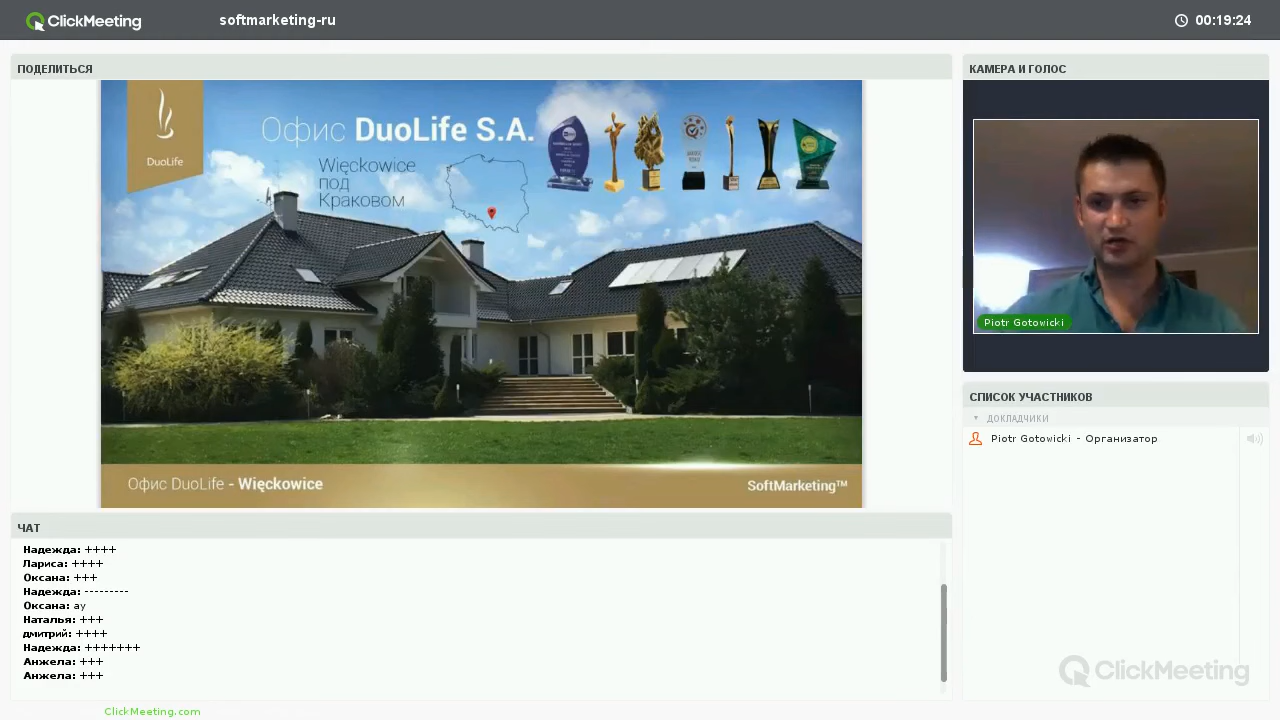 ClickMeeting
softmarketing-ru
00:19:24
ПОДЕЛИТЬСЯ
DuoLife
Офис DuoLife S.A.
Więckowice
под
Краковом
Офис DuoLife - Więckowice
SoftMarketing™
КАМЕРА И ГОЛОС
Piotr Gotowicki
СПИСОК УЧАСТНИКОВ
ДОКЛАДЧИКИ
Piotr Gotowicki - Организатор
ЧАТ
Надежда: ++++
Лариса: ++++
Оксана: +++
Надежда: ---------
Оксана: ау
Наталья: +++
дмитрий: ++++
Надежда: +++++++
Анжела: +++
Анжела: +++
ClickMeeting
ClickMeeting.com